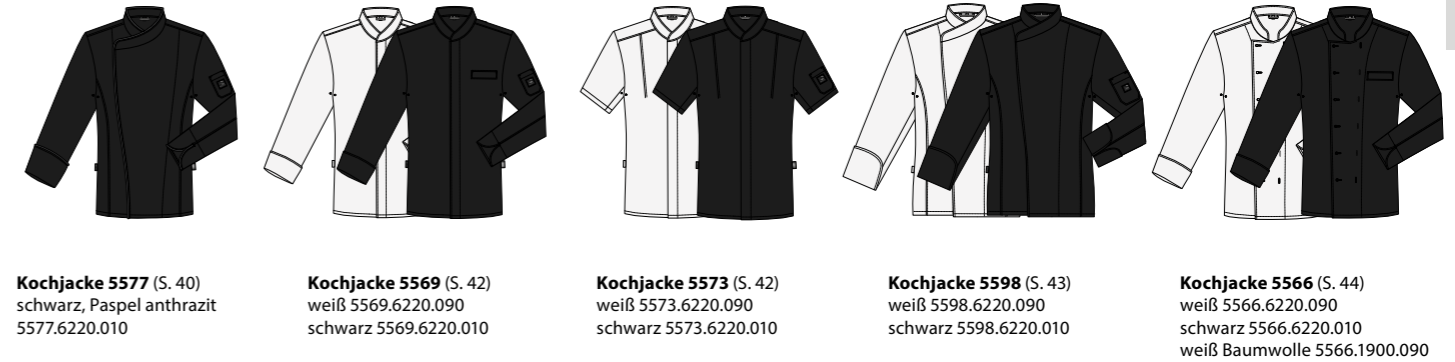 Kochjacke 5577 (S. 40)
schwarz, Paspel anthrazit
5577.6220.010
Kochjacke 5569 (S. 42)
weiß 5569.6220.090
schwarz 5569.6220.010
Kochjacke 5573 (S. 42)
weiß 5573.6220.090
schwarz 5573.6220.010
Kochjacke 5598 (S. 43)
weiß 5598.6220.090
schwarz 5598.6220.010
Kochjacke 5566 (S. 44)
weiß 5566.6220.090
schwarz 5566.6220.010
weiß Baumwolle 5566.1900.090